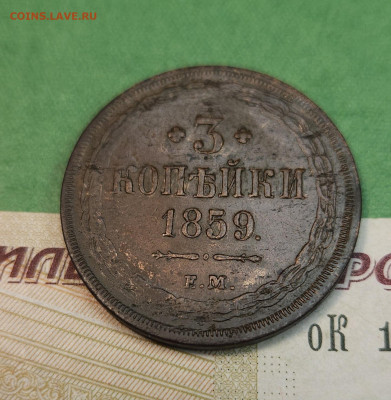 COINS.LAVE.RU
3
КОПѢЙКИ
1859.
Е.М.
оК 1